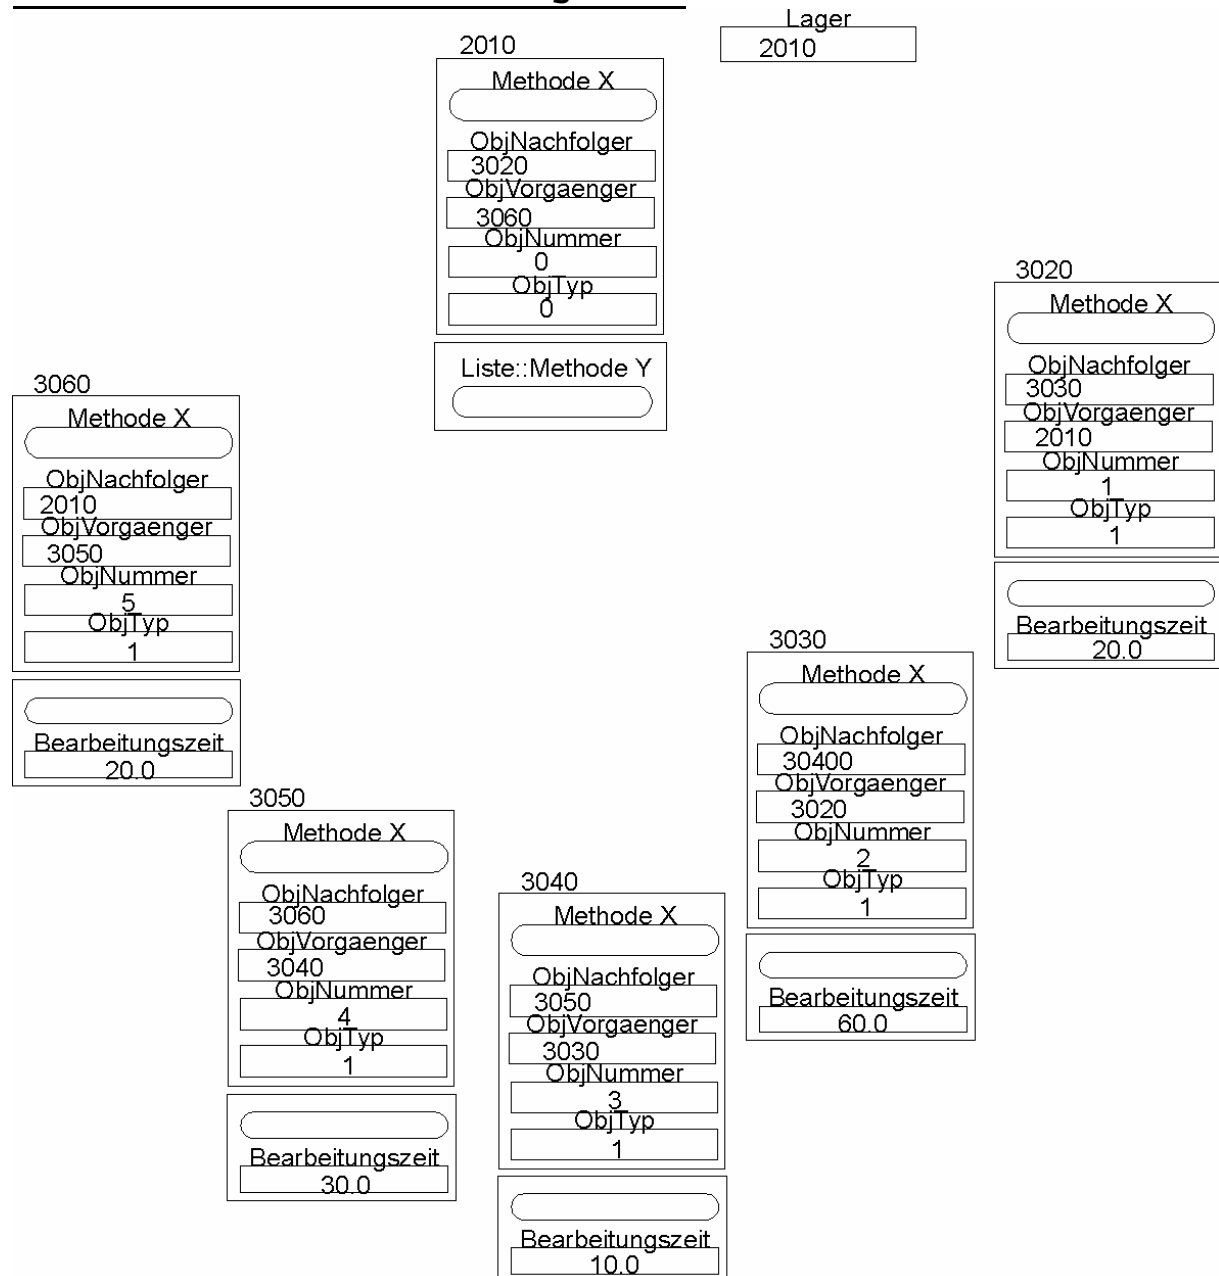 Lager
2010
2010
Methode X
ObjNachfolger
3020
ObjVorgaenger
3060
ObjNummer
0
ObjTyp
0
Liste::Methode Y
3020
Methode X
ObjNachfolger
3030
ObjVorgaenger
2010
ObjNummer
1
ObjTyp
1
Bearbeitungszeit
20.0
3060
Methode X
ObjNachfolger
2010
ObjVorgaenger
3050
ObjNummer
5
ObjTyp
1
Bearbeitungszeit
20.0
3030
Methode X
ObjNachfolger
30400
ObjVorgaenger
3020
ObjNummer
2
ObjTyp
1
Bearbeitungszeit
60.0
3050
Methode X
ObjNachfolger
3060
ObjVorgaenger
3040
ObjNummer
4
ObjTyp
1
Bearbeitungszeit
30.0
3040
Methode X
ObjNachfolger
3050
ObjVorgaenger
3030
ObjNummer
3
ObjTyp
1
Bearbeitungszeit
10.0